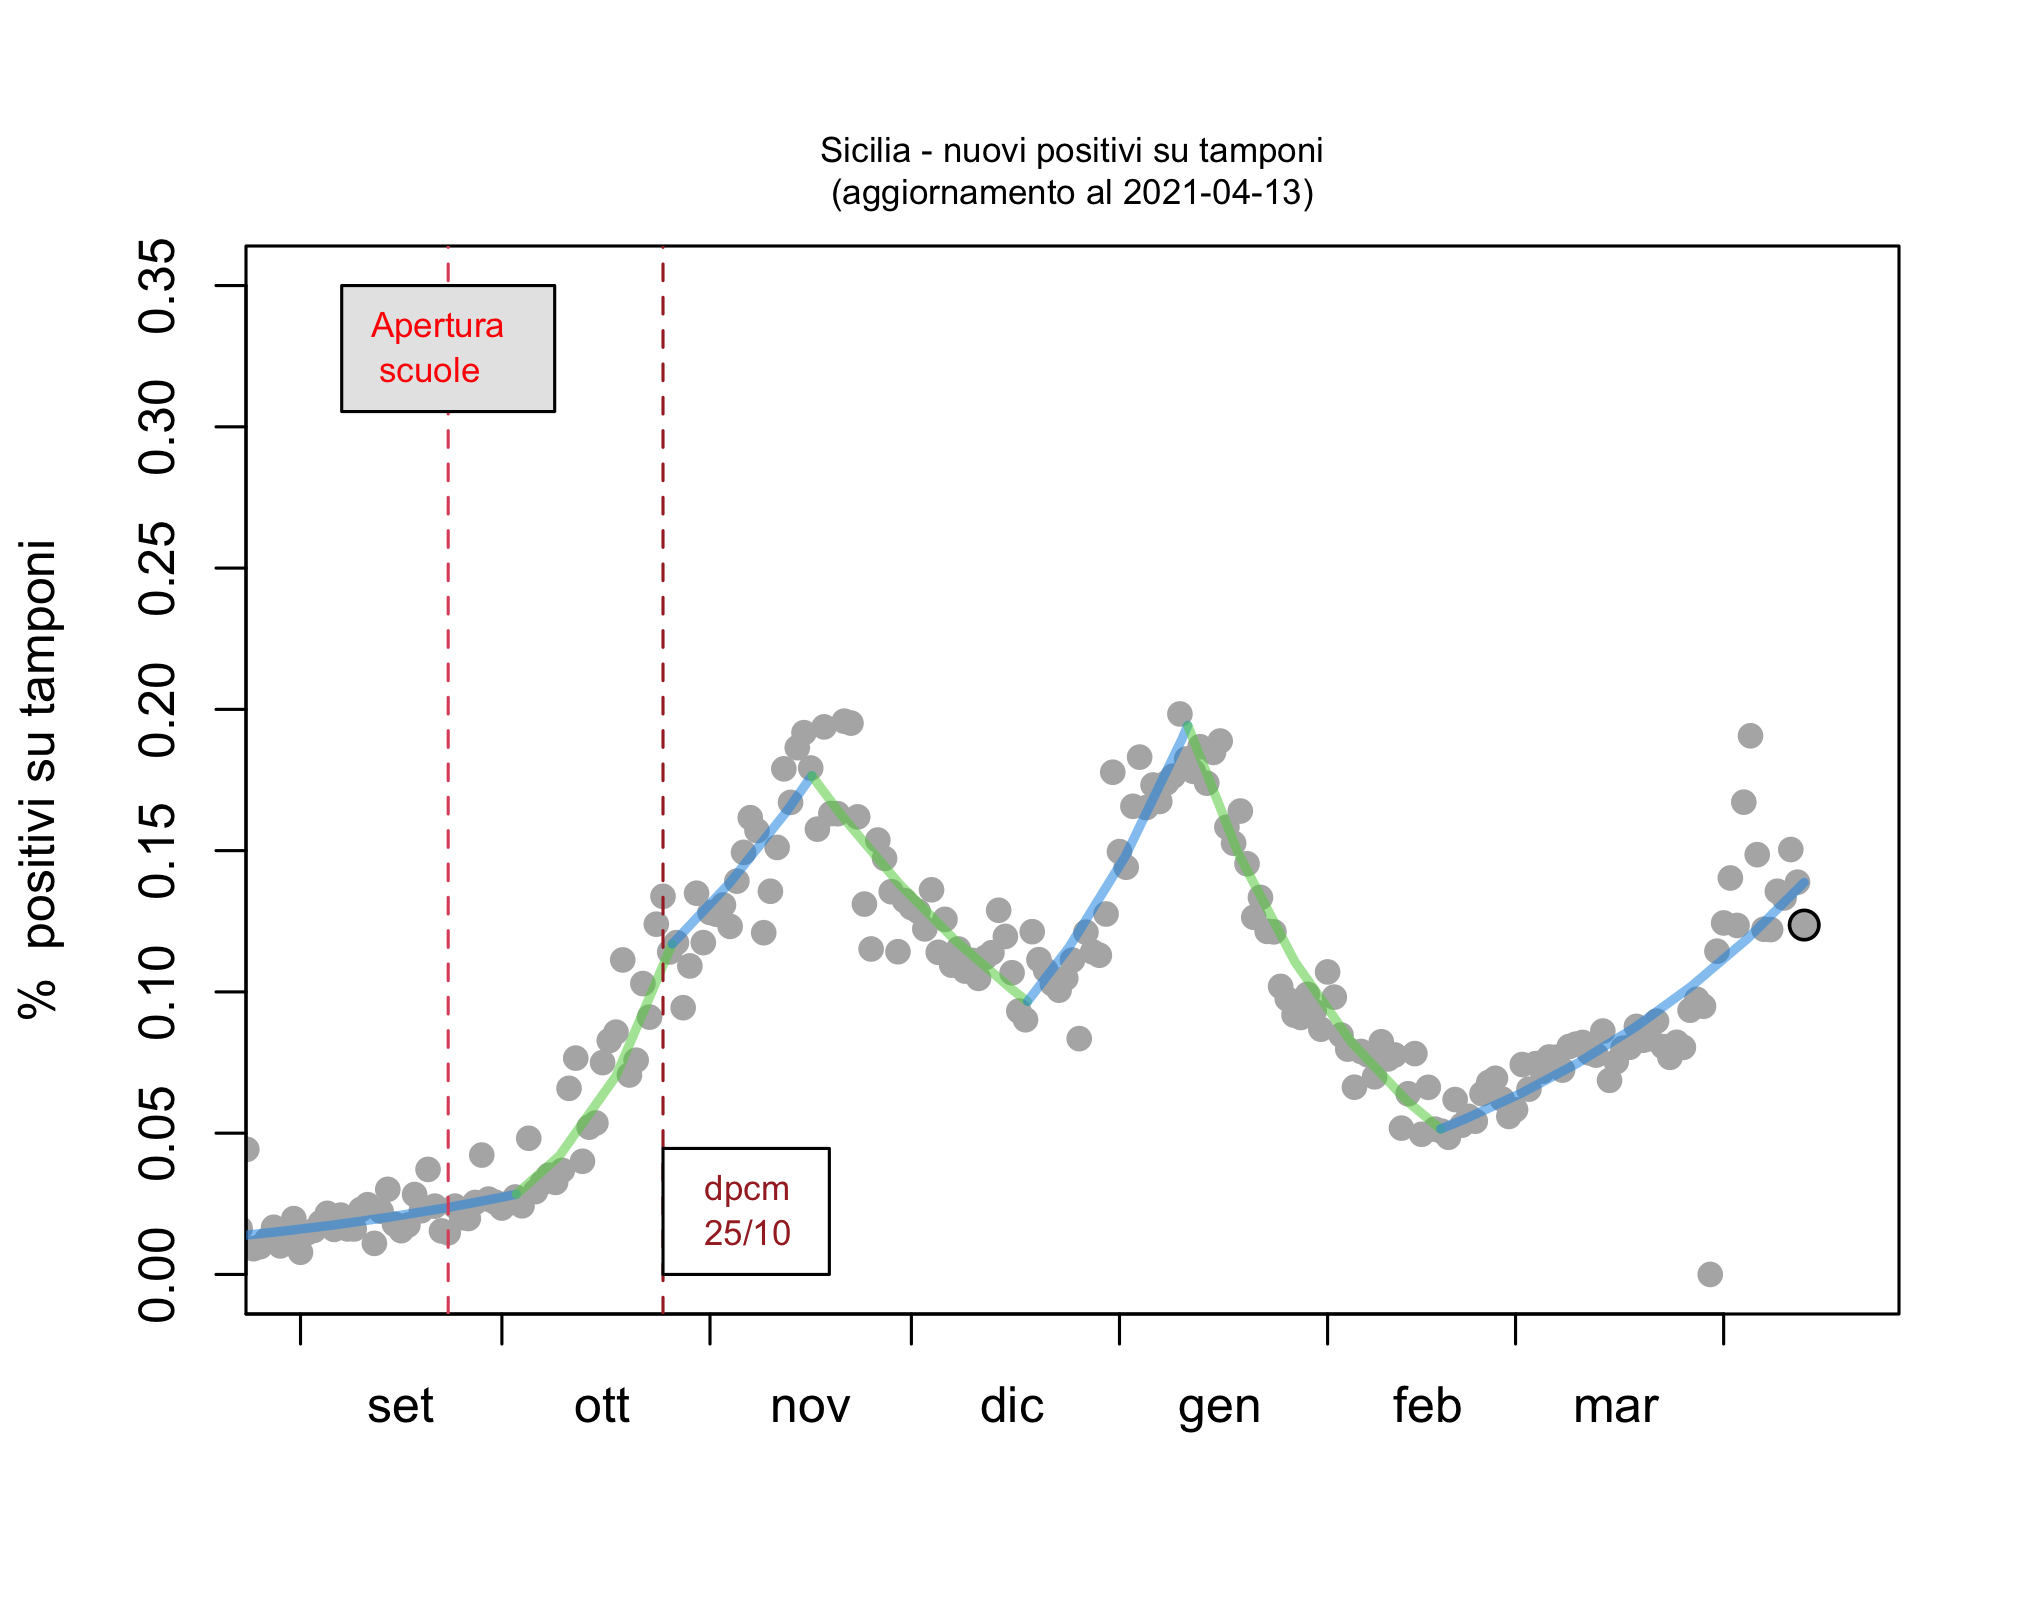 Sicilia - nuovi positivi su tamponi
(aggiornamento al 2021-04-13)
% positivi su tamponi
0.35
0.30
0.25
0.20
0.15
0.10
0.05
0.00
Apertura
scuole
dpcm
25/10
set ott nov dic gen feb mar